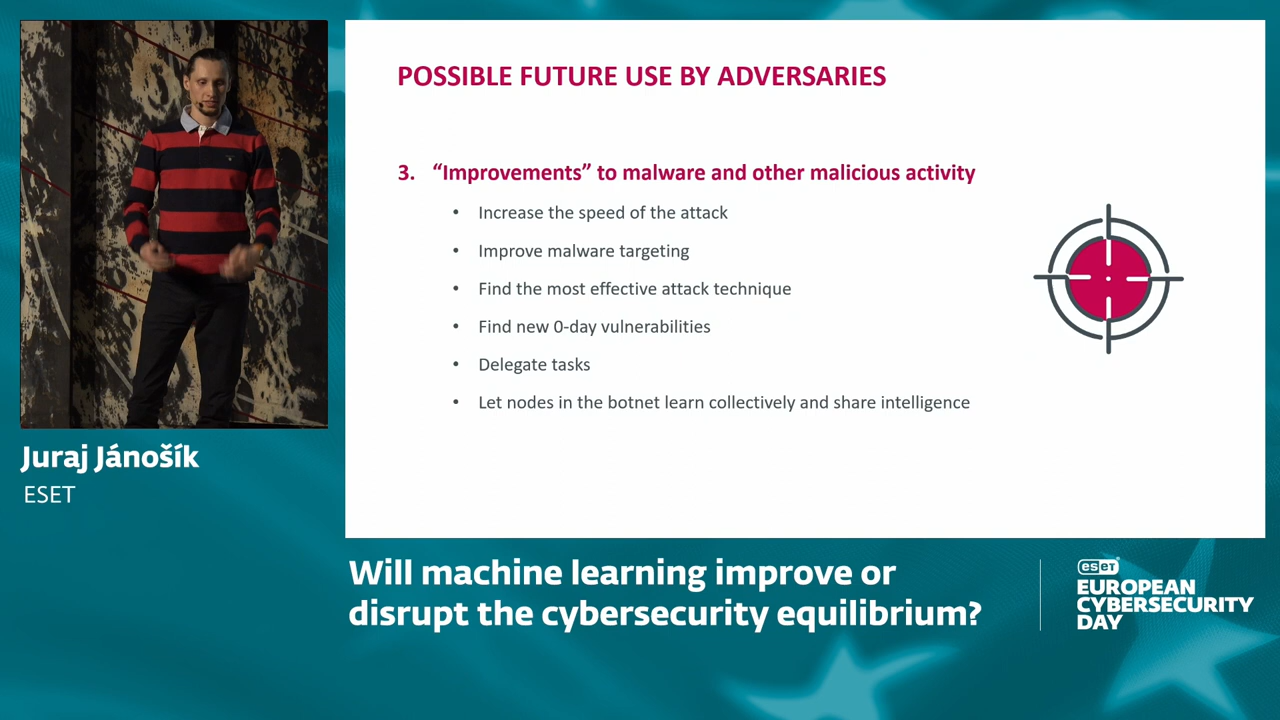 POSSIBLE FUTURE USE BY ADVERSARIES
3. “Improvements” to malware and other malicious activity
• Increase the speed of the attack
• Improve malware targeting
• Find the most effective attack technique
• Find new 0-day vulnerabilities
• Delegate tasks
• Let nodes in the botnet learn collectively and share intelligence
Juraj Jánošík
ESET
Will machine learning improve or
disrupt the cybersecurity equilibrium?
eset
EUROPEAN
CYBERSECURITY
DAY